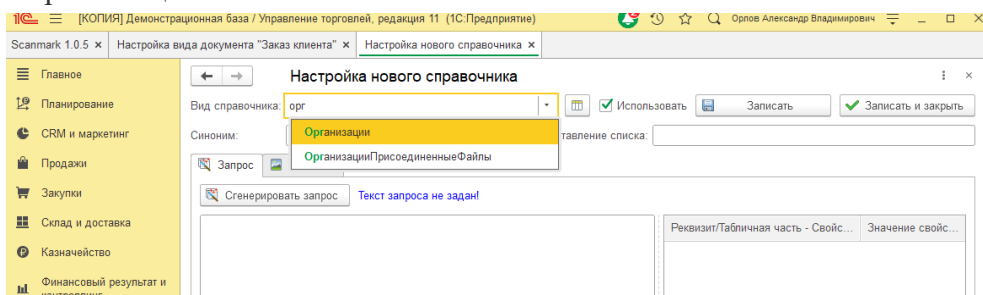 [КОПИЯ] Демонстрационная база / Управление торговлей, редакция 11 (1С:Предприятие) Орлов Александр Владимирович
Scanmark 1.0.5 × Настройка вида документа "Заказ клиента" × Настройка нового справочника ×
Главное
Настройка нового справочника
Планирование
Вид справочника: орг Использовать Записать Записать и закрыть
CRM и маркетинг
Синоним: Организации тавление списка:
Продажи
ОрганизацииПрисоединенныеФайлы
Запрос
Закупки
Сгенерировать запрос Текст запроса не задан!
Склад и доставка
Реквизит/Табличная часть - Свойс... Значение свойс...
Казначейство
Финансовый результат и